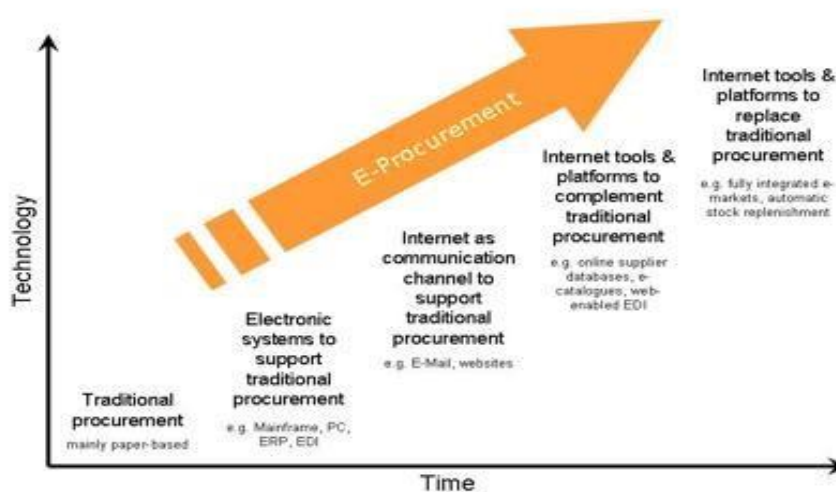 Technology
E-Procurement
Traditional
procurement
mainly paper-based
Electronic
systems to
support
traditional
procurement
e.g. Mainframe, PC,
ERP, EDI
Internet as
communication
channel to
support
traditional
procurement
e.g. E-Mail, websites
Internet tools &
platforms to
complement
traditional
procurement
e.g. online supplier
databases, e-
catalogues, web-
enabled EDI
Internet tools &
platforms to
replace
traditional
procurement
e.g. fully integrated e-
markets, automatic
stock replenishment
Time